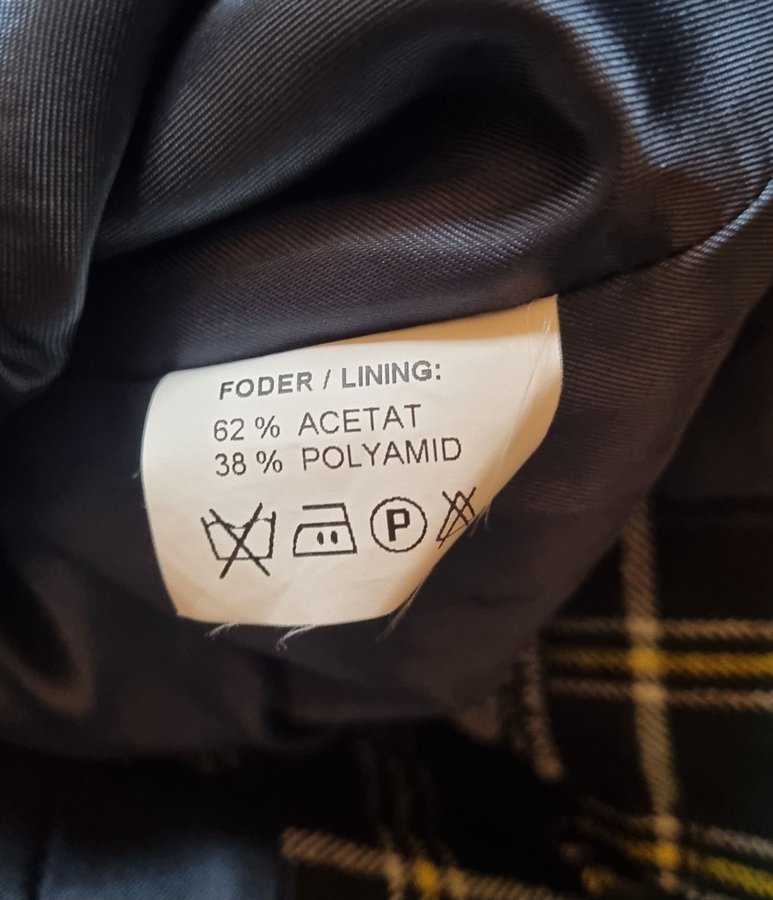 FODER / LINING:
62 % ACETAT
38 % POLYAMID
P